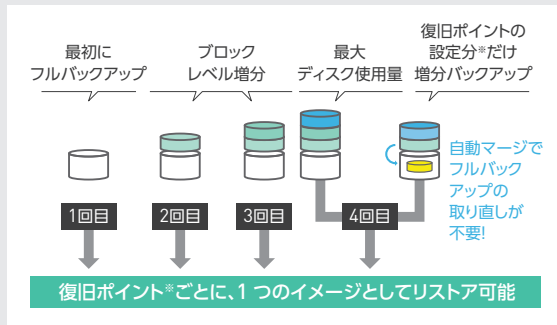 最初に
フルバックアップ
ブロック
レベル増分
最大
ディスク使用量
復旧ポイントの
設定分※だけ
増分バックアップ
自動マージで
フルバック
アップの
取り直しが
不要!
1回目
2回目
3回目
4回目
復旧ポイント※ごとに、1つのイメージとしてリストア可能